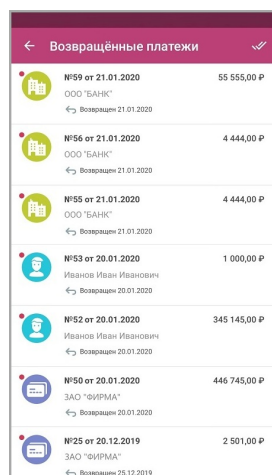 Возвращённые платежи
№59 от 21.01.2020 55 555,00 ₽
ООО "БАНК"
Возвращен 21.01.2020
№56 от 21.01.2020 4 444,00 ₽
ООО "БАНК"
Возвращен 21.01.2020
№55 от 21.01.2020 4 444,00 ₽
ООО "БАНК"
Возвращен 21.01.2020
№53 от 20.01.2020 1 000,00 ₽
Иванов Иван Иванович
Возвращен 20.01.2020
№52 от 20.01.2020 345 145,00 ₽
Иванов Иван Иванович
Возвращен 20.01.2020
№50 от 20.01.2020 446 745,00 ₽
ЗАО "ФИРМА"
Возвращен 20.01.2020
№25 от 20.12.2019 2 501,00 ₽
ЗАО "ФИРМА"
Возвращен 25.12.2019